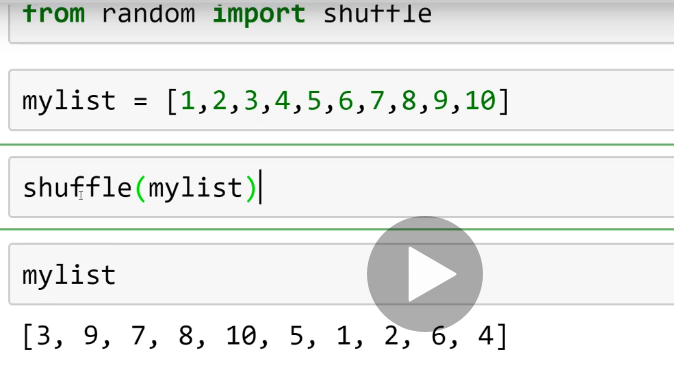 from random import shuffle
mylist = [1,2,3,4,5,6,7,8,9,10]
shuffle(mylist)
mylist
[3, 9, 7, 8, 10, 5, 1, 2, 6, 4]